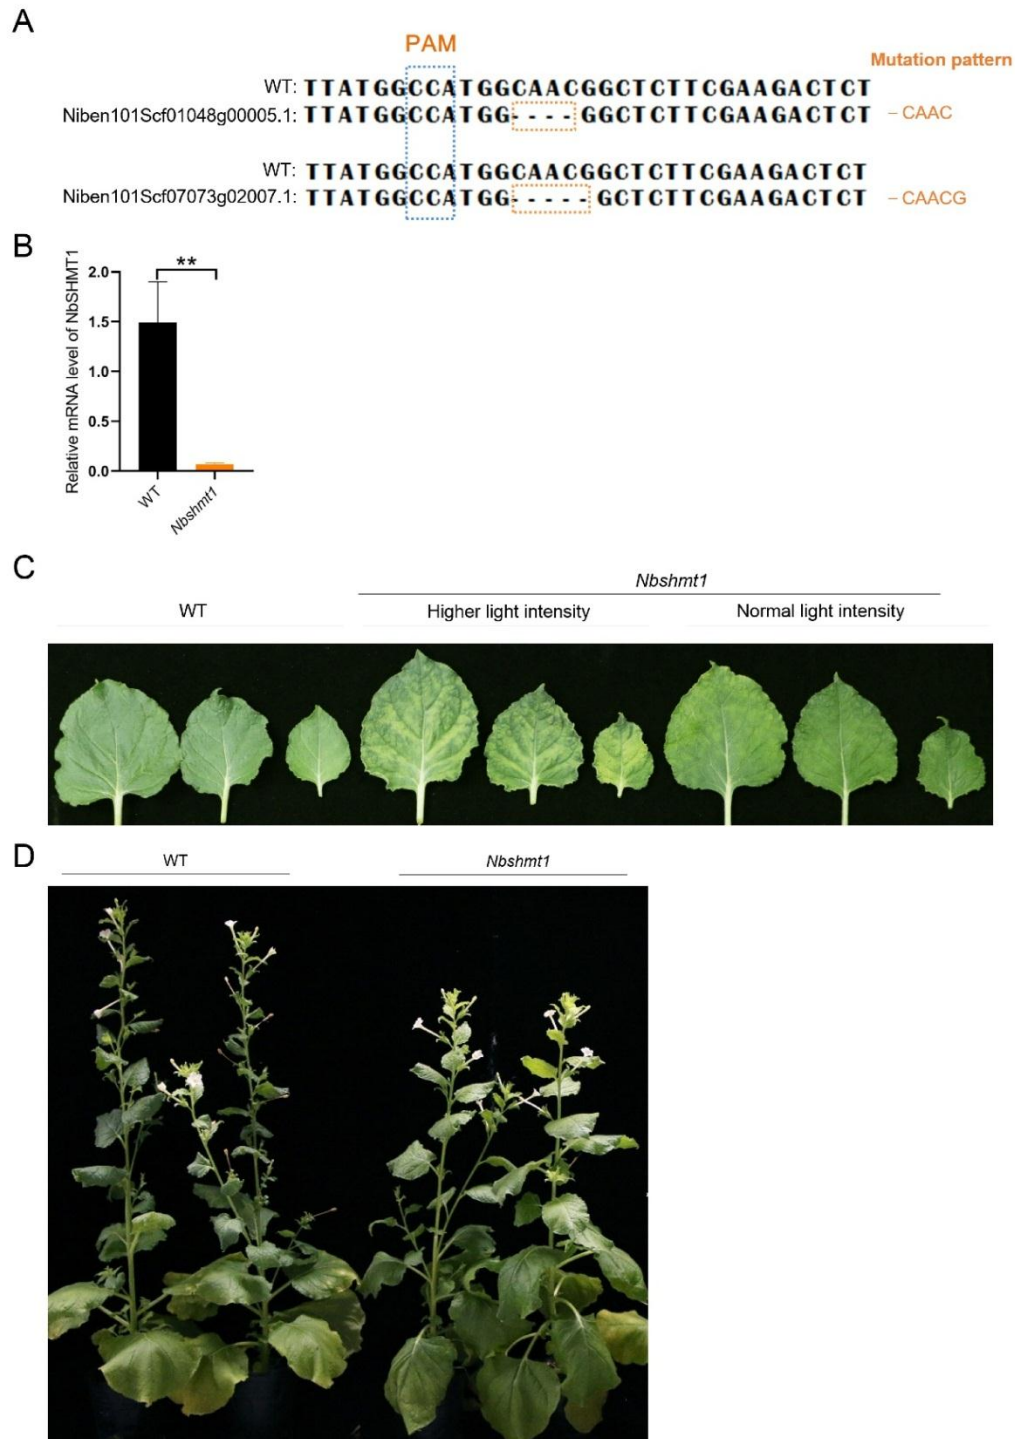 A
PAM
Mutation pattern
WT: TTATGGCCATGGCAACGGCTCTTCGAAGACTCT
Niben101Scf01048g00005.1: TTATGGCCATGG---- GGCTCTTCGAAGACTCT – CAAC
WT: TTATGGCCATGGCAACGGCTCTTCGAAGACTCT
Niben101Scf07073g02007.1: TTATGGCCATGG----- GCTCTTCGAAGACTCT – CAACG
B
Relative mRNA level of NbSHMT1
**
2.0
1.5
1.0
0.5
0.0
WT
Nbshmt1
C
Nbshmt1
WT Higher light intensity Normal light intensity
D
WT Nbshmt1